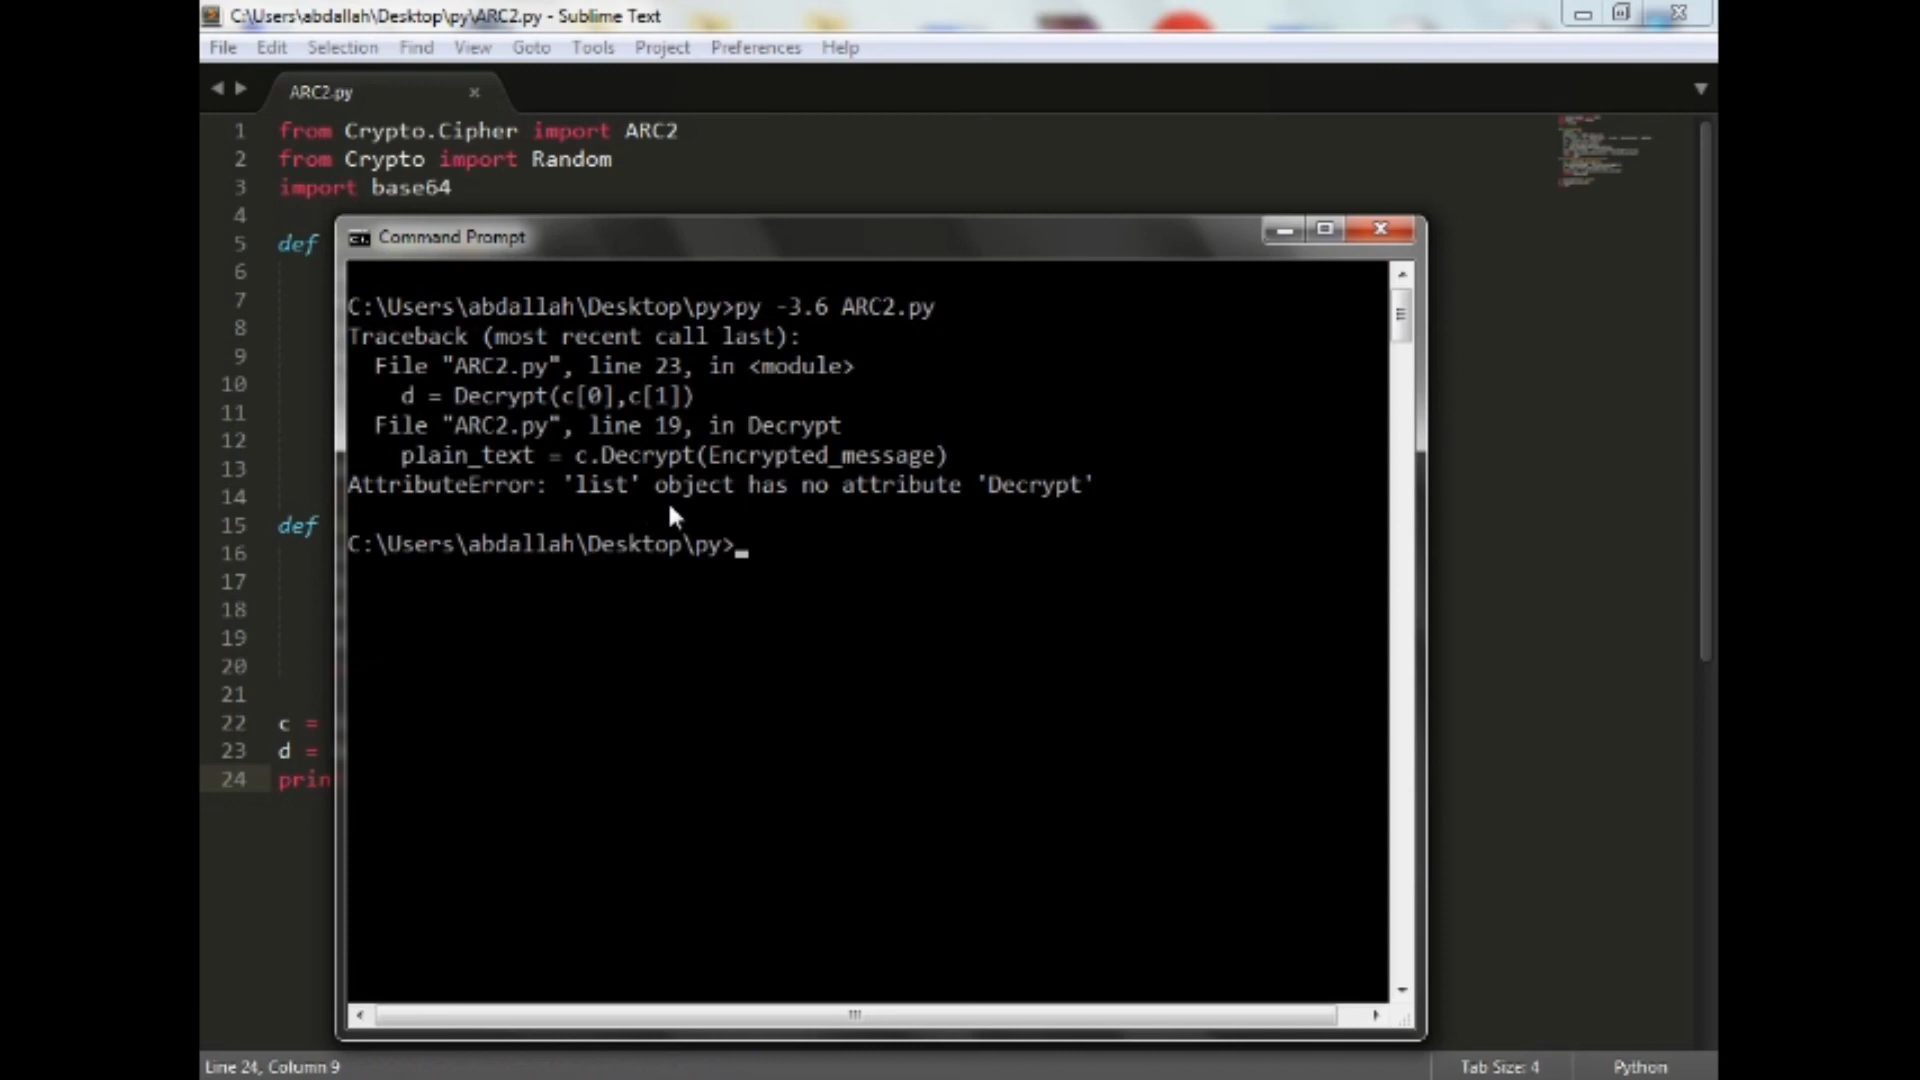 C:\Users\abdallah\Desktop\py\ARC2.py - Sublime Text
File Edit Selection Find View Goto Tools Project Preferences Help
ARC2.py
1 from Crypto.Cipher import ARC2
2 from Crypto import Random
3 import base64
4
5 def
6
7
8
9
10
11
12
13
14
15 def
16
17
18
19
20
21
22 c =
23 d =
24 prin
Command Prompt
C:\Users\abdallah\Desktop\py>py -3.6 ARC2.py
Traceback (most recent call last):
File "ARC2.py", line 23, in <module>
d = Decrypt(c[0],c[1])
File "ARC2.py", line 19, in Decrypt
plain_text = c.Decrypt(Encrypted_message)
AttributeError: 'list' object has no attribute 'Decrypt'
C:\Users\abdallah\Desktop\py>_
Line 24, Column 9
Tab Size: 4
Python